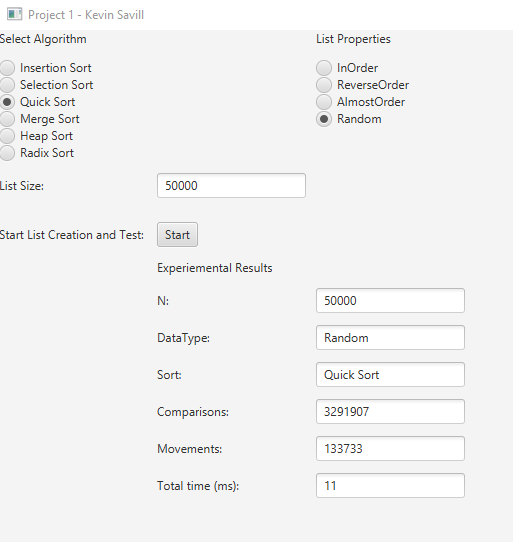 Project 1 - Kevin Savill
Select Algorithm
Insertion Sort
Selection Sort
Quick Sort
Merge Sort
Heap Sort
Radix Sort
List Properties
InOrder
ReverseOrder
AlmostOrder
Random
List Size: 50000
Start List Creation and Test: Start
Experiemental Results
N: 50000
DataType: Random
Sort: Quick Sort
Comparisons: 3291907
Movements: 133733
Total time (ms): 11